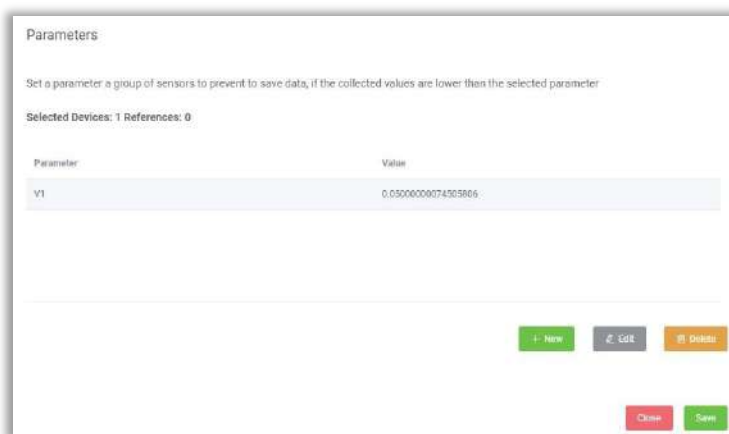 Parameters
Set a parameter a group of sensors to prevent to save data, if the collected values are lower than the selected parameter
Selected Devices: 1 References: 0
Parameter Value
V1 0.05000000074505806
+ New Edit Delete
Close Save